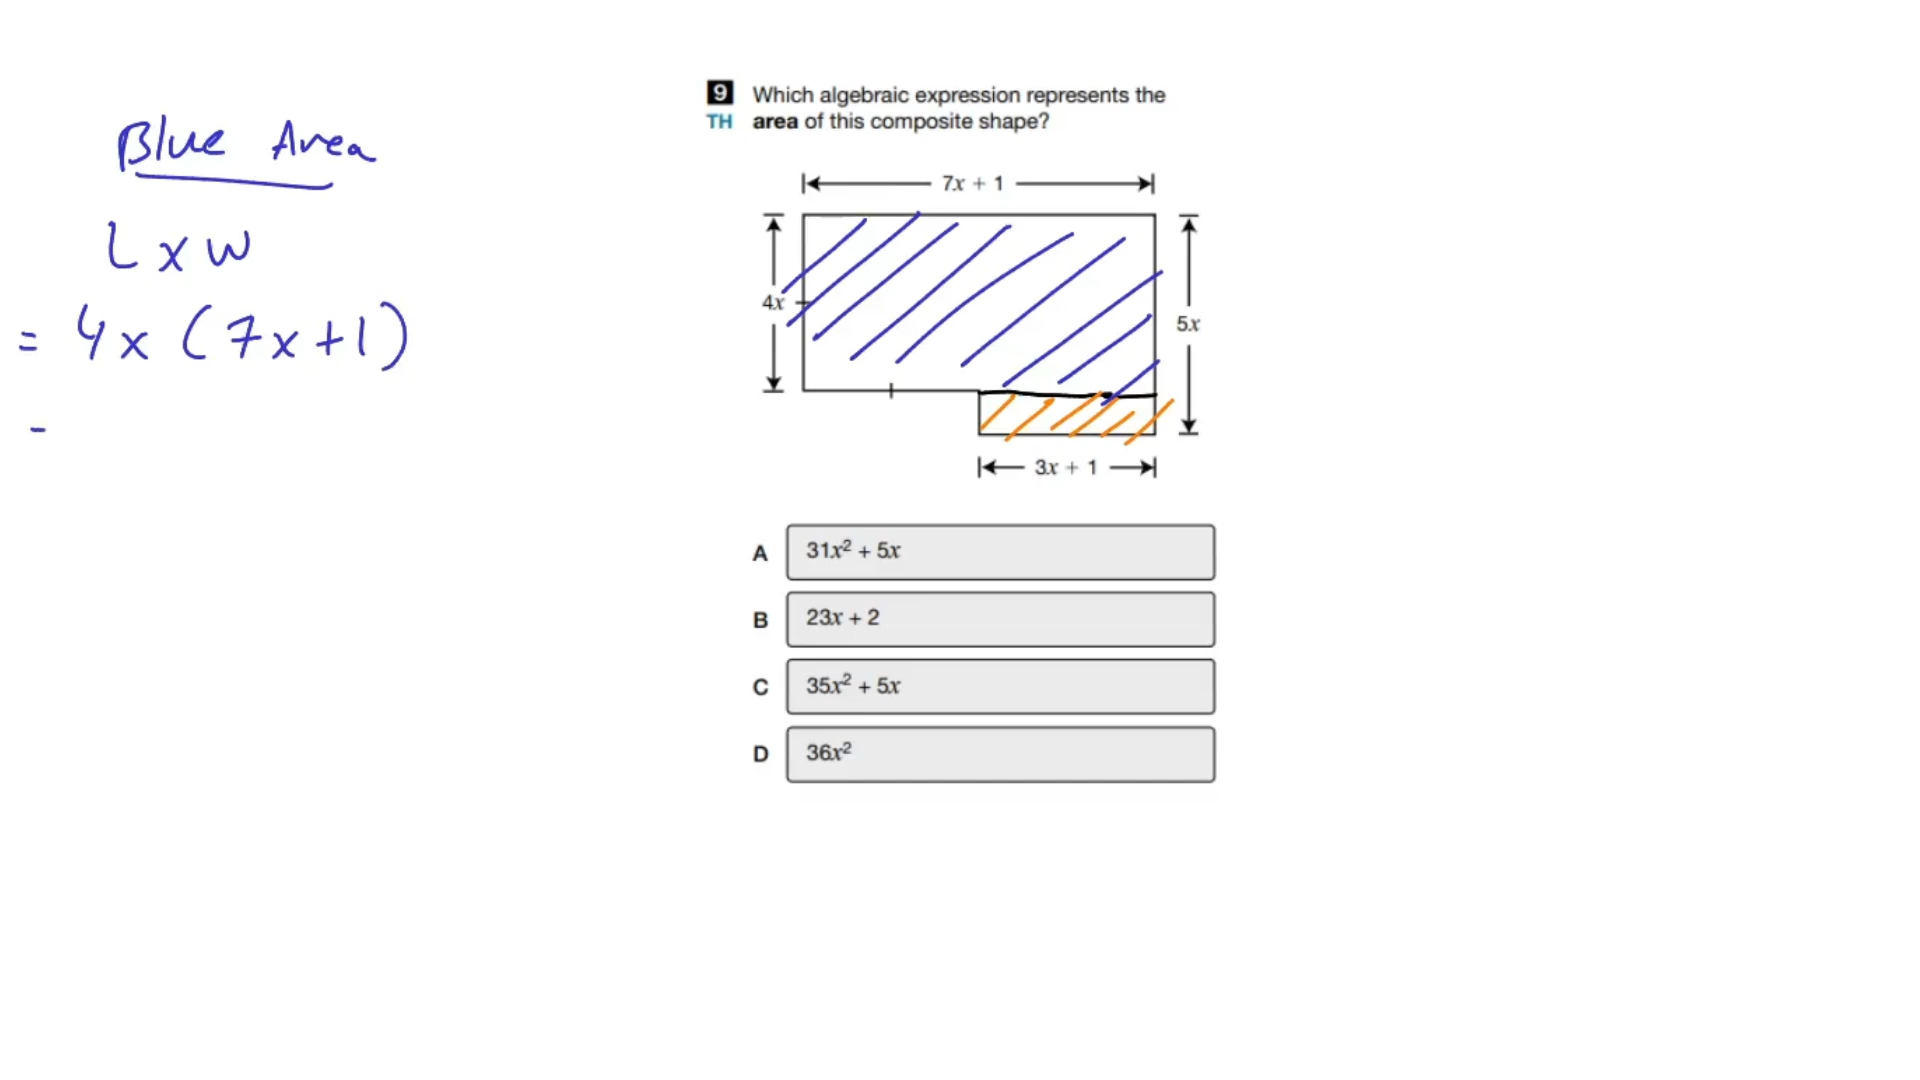 Blue Area
L x W
= 4x (7x+1)
=
9 Which algebraic expression represents the
TH area of this composite shape?
7x + 1
4x
5x
3x + 1
A 31x² + 5x
B 23x + 2
C 35x² + 5x
D 36x²